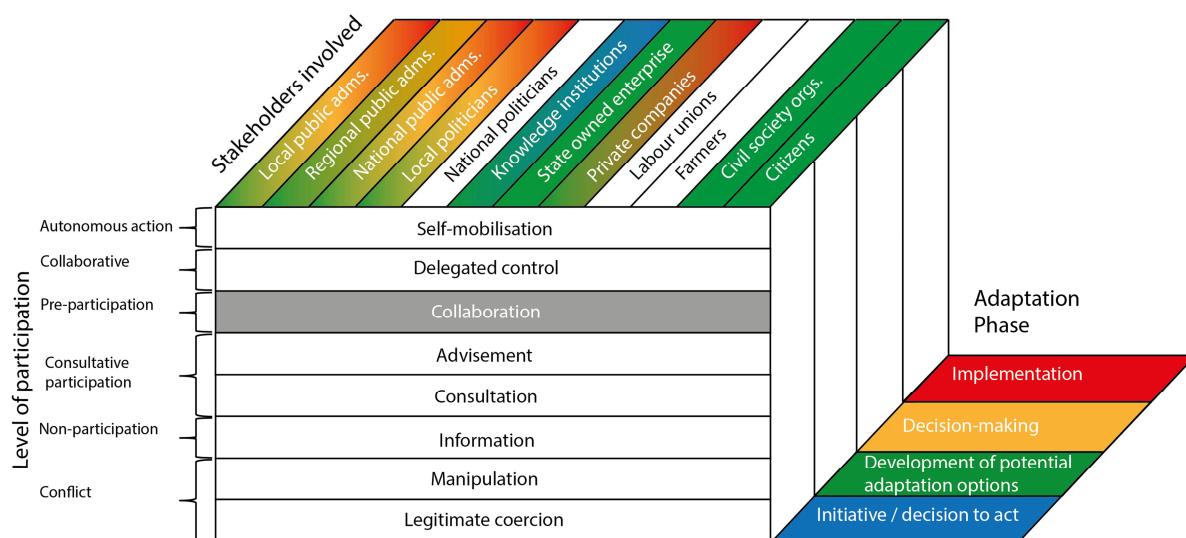 Stakeholders involved
Local public adms.
Regional public adms.
National public adms.
Local politicians
National politicians
Knowledge institutions
State owned enterprise
Private companies
Labour unions
Farmers
Civil society orgs.
Citizens
Level of participation
Autonomous action
Self-mobilisation
Collaborative
Delegated control
Pre-participation
Collaboration
Consultative
participation
Advisement
Consultation
Non-participation
Information
Conflict
Manipulation
Legitimate coercion
Adaptation
Phase
Implementation
Decision-making
Development of potential
adaptation options
Initiative / decision to act